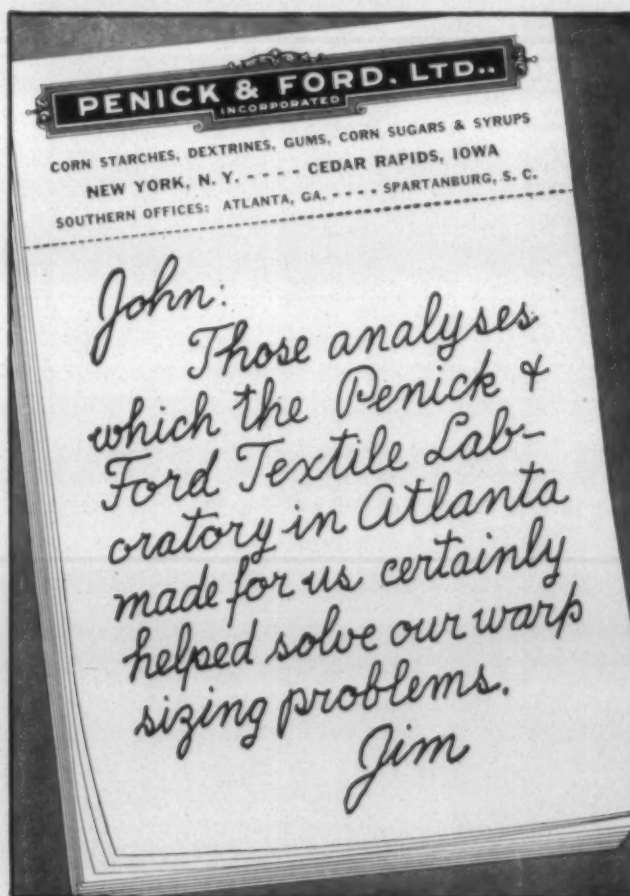 PENICK & FORD. LTD..
INCORPORATED
CORN STARCHES, DEXTRINES, GUMS, CORN SUGARS & SYRUPS
NEW YORK, N. Y. - - - - CEDAR RAPIDS, IOWA
SOUTHERN OFFICES: ATLANTA, GA. - - - - SPARTANBURG, S. C.
John:
Those analyses
which the Penick &
Ford Textile Lab-
oratory in Atlanta
made for us certainly
helped solve our warp
sizing problems.
Jim